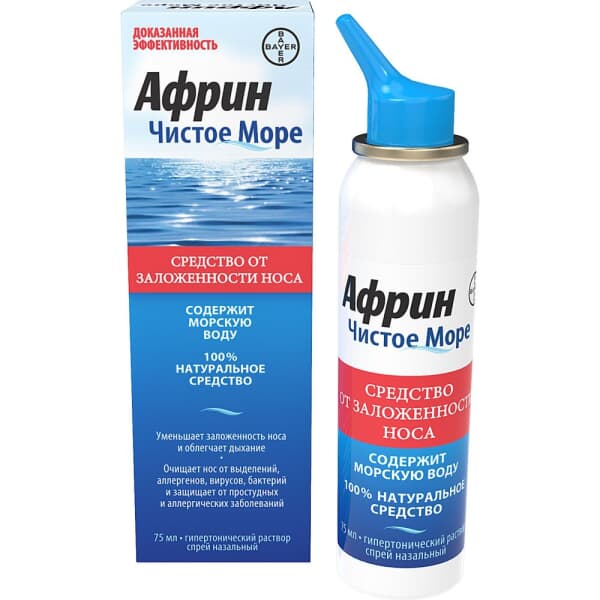 ДОКАЗАННАЯ
ЭФФЕКТИВНОСТЬ
BAYER
BAYER
Африн
Чистое Море
СРЕДСТВО ОТ
ЗАЛОЖЕННОСТИ НОСА
СОДЕРЖИТ
МОРСКУЮ
ВОДУ
100%
НАТУРАЛЬНОЕ
СРЕДСТВО
Уменьшает заложенность носа
и облегчает дыхание
Очищает нос от выделений,
аллергенов, вирусов, бактерий
и защищает от простудных
и аллергических заболеваний
75 мл • гипертонический раствор
спрей назальный
Африн
Чистое Море
СРЕДСТВО
ОТ ЗАЛОЖЕННОСТИ
НОСА
СОДЕРЖИТ
МОРСКУЮ ВОДУ
100% НАТУРАЛЬНОЕ
СРЕДСТВО
75 мл • гипертонический раствор
спрей назальный